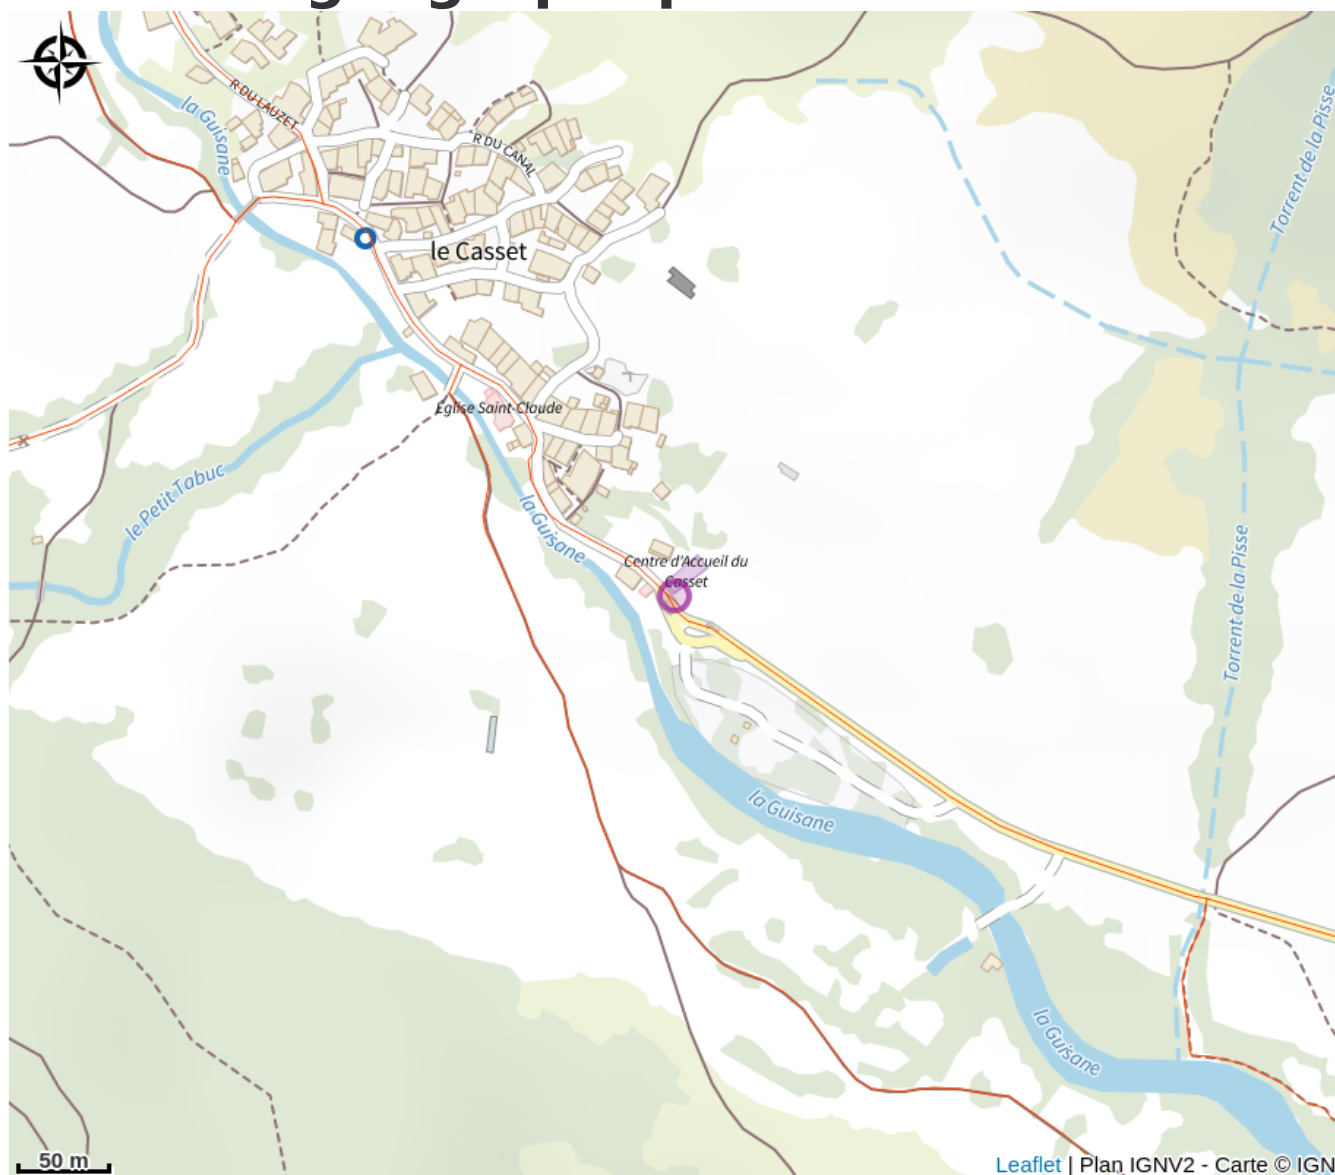 R DU LAUZET
la Guisane
R DU CANAL
Torrent de la Pisse
le Casset
Église Saint-Claude
le Petit Tabuc
la Guisane
Centre d'Accueil du
Casset
Torrent de la Pisse
la Guisane
la Guisane
50 m
Leaflet | Plan IGNV2 - Carte © IGN